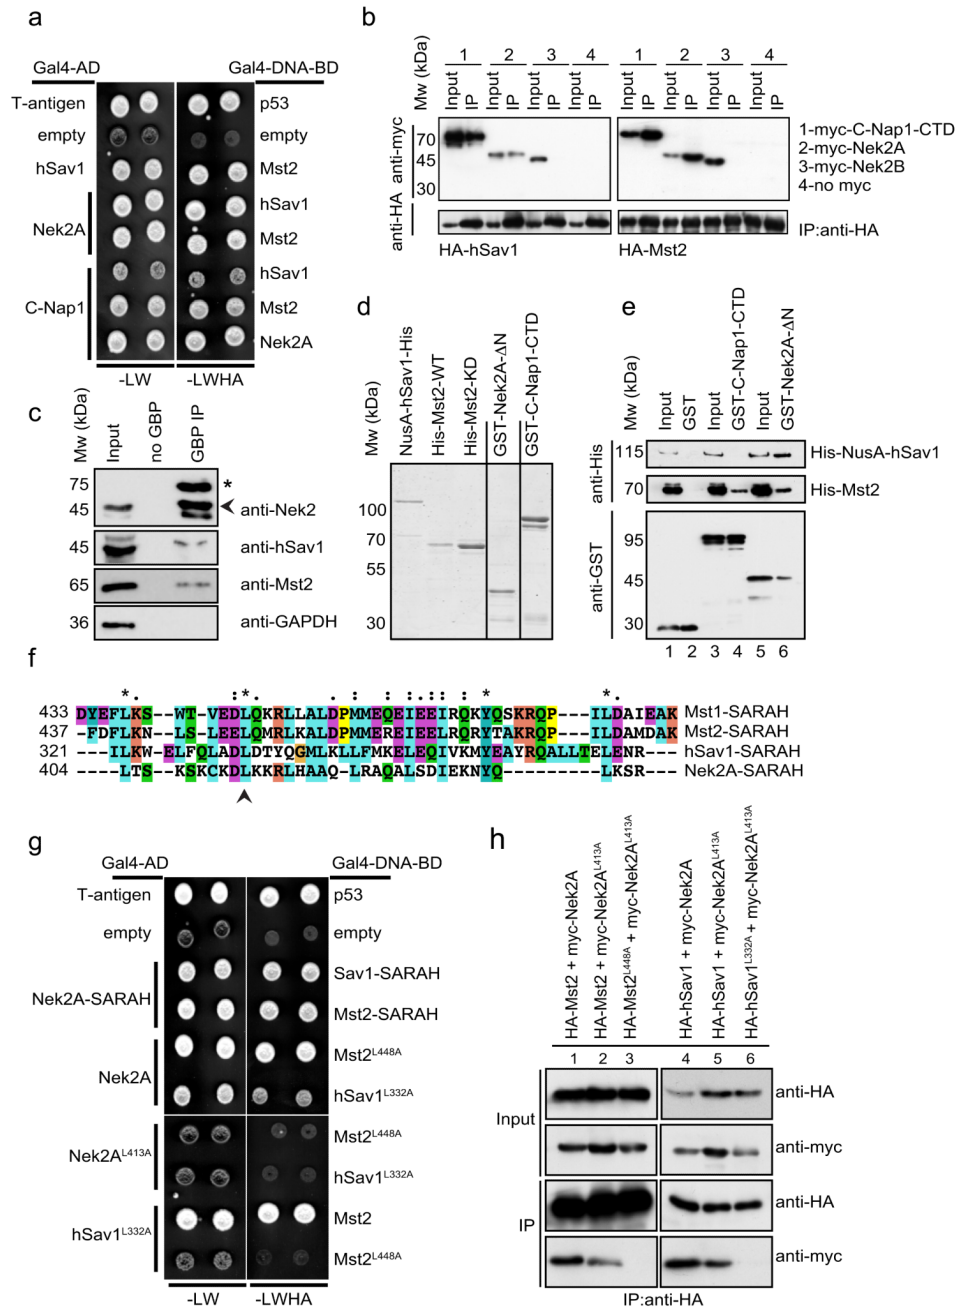 a
Gal4-AD
Gal4-DNA-BD
T-antigen
p53
empty
empty
hSav1
Mst2
Nek2A
hSav1
Mst2
C-Nap1
hSav1
Mst2
Nek2A
-LW
-LWHA
b
Mw (kDa)
1 2 3 4
1 2 3 4
Input IP Input IP Input IP Input IP
Input IP Input IP Input IP Input IP
anti-myc
70
45
30
1-myc-C-Nap1-CTD
2-myc-Nek2A
3-myc-Nek2B
4-no myc
anti-HA
IP:anti-HA
HA-hSav1
HA-Mst2
c
Mw (kDa)
Input
no GBP
GBP IP
75
*
45
anti-Nek2
45
anti-hSav1
65
anti-Mst2
36
anti-GAPDH
d
Mw (kDa)
NusA-hSav1-His
His-Mst2-WT
His-Mst2-KD
GST-Nek2A-ΔN
GST-C-Nap1-CTD
100
70
55
30
e
Mw (kDa)
Input
GST
Input
GST-C-Nap1-CTD
Input
GST-Nek2A-ΔN
anti-His
115
His-NusA-hSav1
70
His-Mst2
anti-GST
95
45
30
1 2 3 4 5 6
f
433 DYEFLKS--WT-VEDLQKRLLALDPMMEQEIEEIRQKYQSKRQP---ILDAIEAK Mst1-SARAH
437 -FDFLKN--LS-LEELQMRLKALDPMMEREIEELRQRYTAKRQP---ILDAMDAK Mst2-SARAH
321 ---ILKW-ELFQLADLDTYQGMLKLLFMKELEQIVKMYEAYRQALLTELENR--- hSav1-SARAH
404 ----LTS-KSKCKDLKKRLHAAQ-LRAQALSDIEKNYQ---------LKSR---- Nek2A-SARAH
g
Gal4-AD
Gal4-DNA-BD
T-antigen
p53
empty
empty
Nek2A-SARAH
Sav1-SARAH
Mst2-SARAH
Nek2A
Mst2L448A
hSav1L332A
Nek2AL413A
Mst2L448A
hSav1L332A
hSav1L332A
Mst2
Mst2L448A
-LW
-LWHA
h
HA-Mst2 + myc-Nek2A
HA-Mst2 + myc-Nek2AL413A
HA-Mst2L448A + myc-Nek2AL413A
HA-hSav1 + myc-Nek2A
HA-hSav1 + myc-Nek2AL413A
HA-hSav1L332A + myc-Nek2AL413A
1 2 3 4 5 6
Input
anti-HA
anti-myc
IP
anti-HA
anti-myc
IP:anti-HA